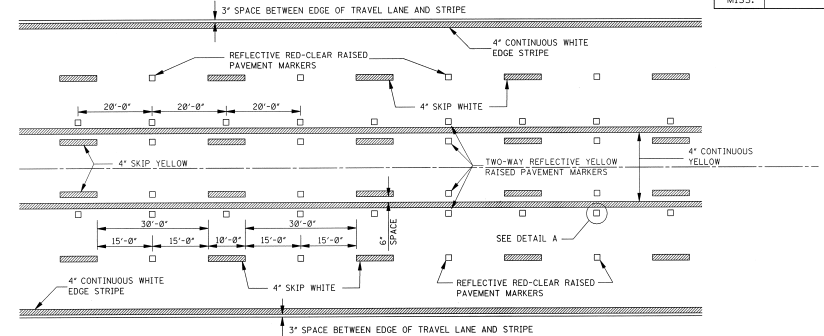 3" SPACE BETWEEN EDGE OF TRAVEL LANE AND STRIPE
MISS.
4" CONTINUOUS WHITE
EDGE STRIPE
REFLECTIVE RED-CLEAR RAISED
PAVEMENT MARKERS
4" SKIP WHITE
20'-0" 20'-0" 20'-0"
4" SKIP YELLOW
TWO-WAY REFLECTIVE YELLOW
RAISED PAVEMENT MARKERS
4" CONTINUOUS
YELLOW
30'-0" 30'-0"
15'-0" 15'-0" 10'-0" 15'-0" 15'-0"
6"
SPACE
SEE DETAIL A
4" CONTINUOUS WHITE
EDGE STRIPE
4" SKIP WHITE
REFLECTIVE RED-CLEAR RAISED
PAVEMENT MARKERS
3" SPACE BETWEEN EDGE OF TRAVEL LANE AND STRIPE